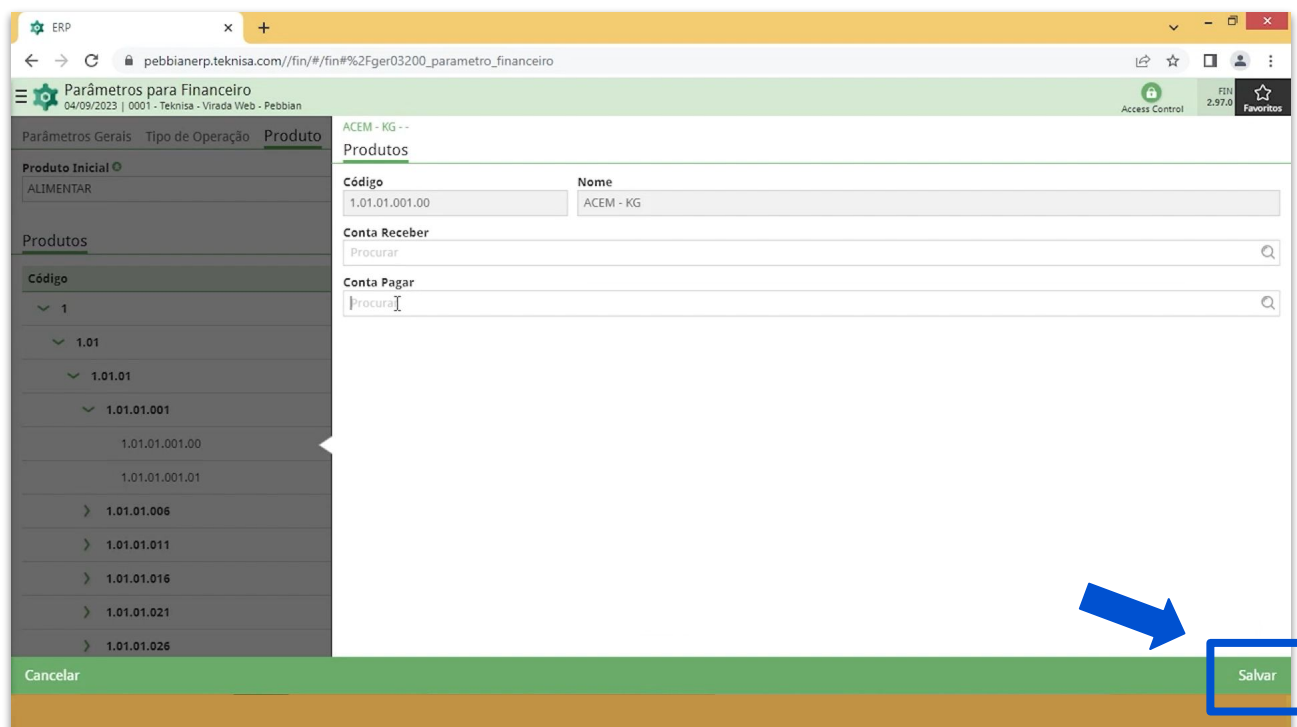 ERP
pebbianerp.teknisa.com//fin/#/fin#%2Fger03200_parametro_financeiro
Parâmetros para Financeiro
04/09/2023 | 0001 - Teknisa - Virada Web - Pebbian
Access Control
FIN
2.97.0
Favoritos
Parâmetros Gerais Tipo de Operação Produto
Produto Inicial
ALIMENTAR
Produtos
Código
1
1.01
1.01.01
1.01.01.001
1.01.01.001.00
1.01.01.001.01
1.01.01.006
1.01.01.011
1.01.01.016
1.01.01.021
1.01.01.026
ACEM - KG - -
Produtos
Código Nome
1.01.01.001.00 ACEM - KG
Conta Receber
Procurar
Conta Pagar
Procurar
Cancelar Salvar